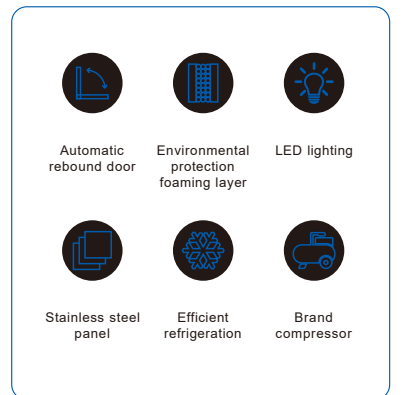 Automatic
rebound door
Environmental
protection
foaming layer
LED lighting
Stainless steel
panel
Efficient
refrigeration
Brand
compressor